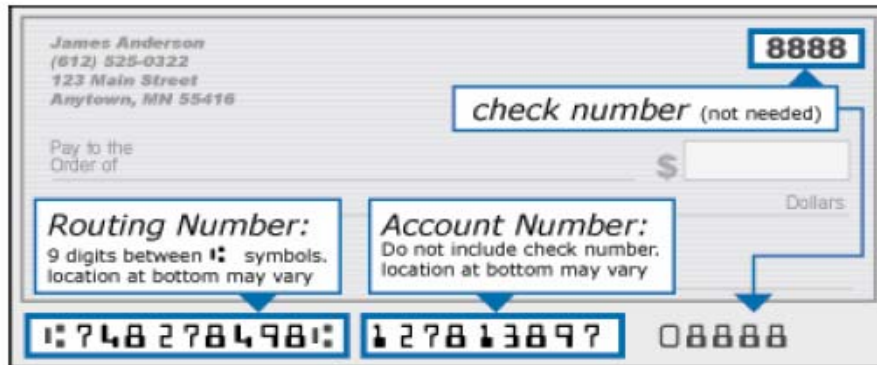 James Anderson
(612) 525-0322
123 Main Street
Anytown, MN 55416
8888
check number (not needed)
Pay to the
Order of
$
Dollars
Routing Number:
9 digits between ⑆ symbols.
location at bottom may vary
Account Number:
Do not include check number.
location at bottom may vary
⑆748278498⑆ 127813897 08888